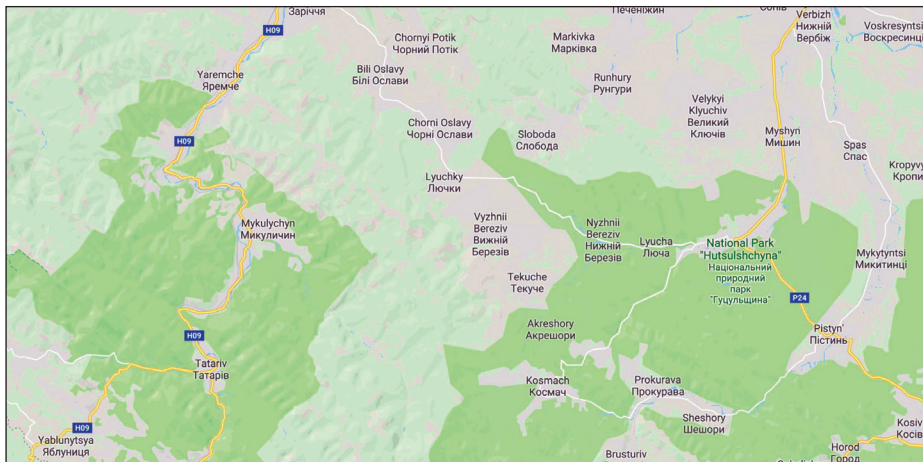 Заріччя
H09
Chornyi Potik
Чорний Потік
Печеніжин
Verbizh
Нижній
Вербіж
Voskresyntsi
Воскресинці
Markivka
Марківка
Bili Oslavy
Білі Ослави
Yaremche
Яремче
Runhury
Рунгури
Velykyi
Klyuchiv
Великий
Ключів
Chorni Oslavy
Чорні Ослави
Sloboda
Слобода
Myshyn
Мишин
H09
Spas
Спас
Lyuchky
Лючки
Mykulychyn
Микуличин
Vyzhnii
Bereziv
Вижній
Березів
Nyzhnii
Bereziv
Нижній
Березів
Lyucha
Люча
National Park
"Hutsulshchyna"
Національний
природний
парк
"Гуцульщина"
Mykytyntsi
Микитинці
Tekuche
Текуче
P24
Akreshory
Акрешори
Pistyn'
Пістинь
H09
Tatariv
Татарів
Kosmach
Космач
Prokurava
Прокурава
Sheshory
Шешори
H09
Yablunytsya
Яблуниця
Kosiv
Косів
Horod
Город
Brusturiv